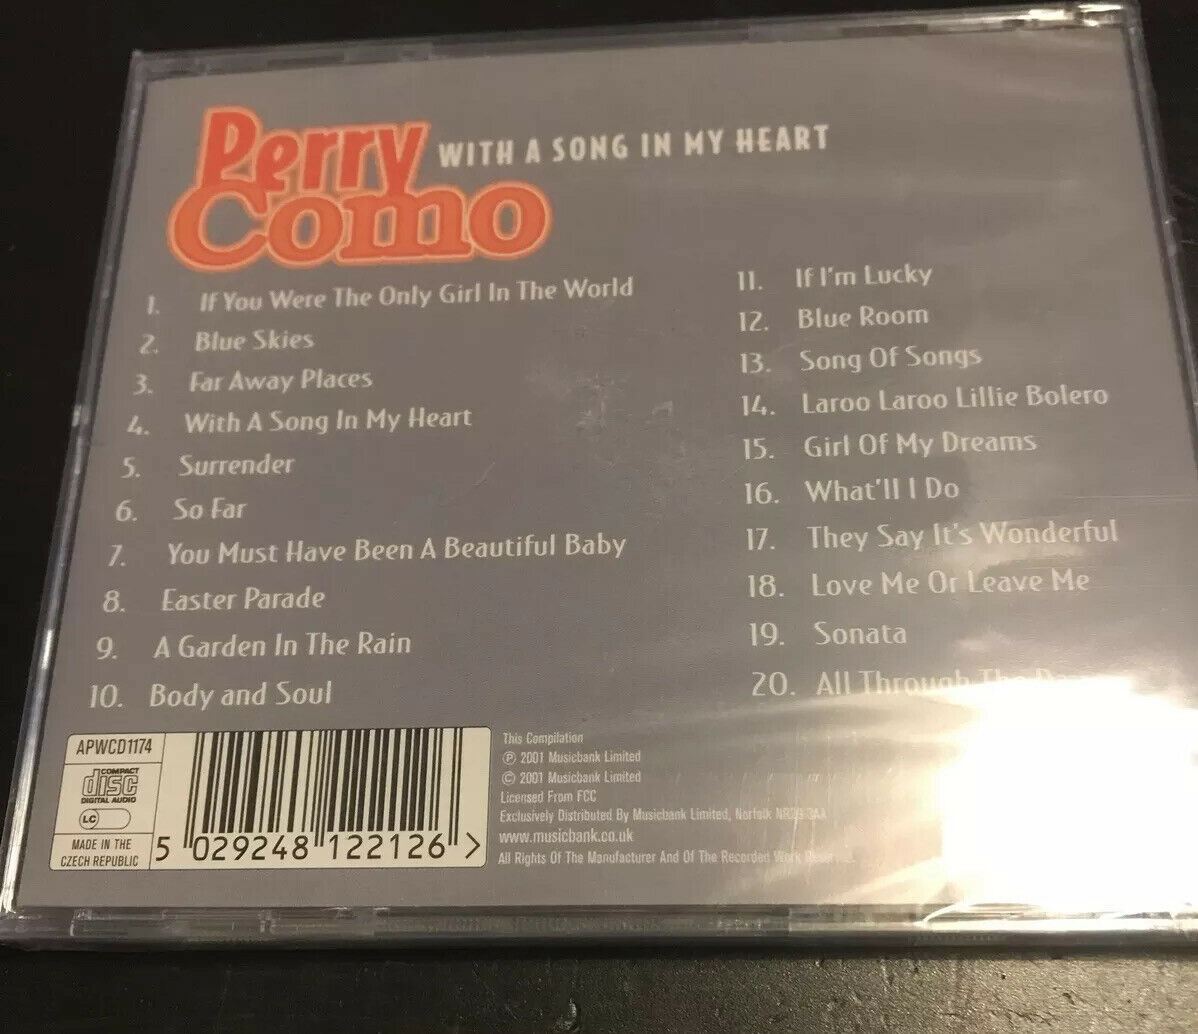 Perry Como
WITH A SONG IN MY HEART
1. If You Were The Only Girl In The World
2. Blue Skies
3. Far Away Places
4. With A Song In My Heart
5. Surrender
6. So Far
7. You Must Have Been A Beautiful Baby
8. Easter Parade
9. A Garden In The Rain
10. Body and Soul
11. If I'm Lucky
12. Blue Room
13. Song Of Songs
14. Laroo Laroo Lillie Bolero
15. Girl Of My Dreams
16. What'll I Do
17. They Say It's Wonderful
18. Love Me Or Leave Me
19. Sonata
20. All Through The
APWCD1174
COMPACT
disc
DIGITAL AUDIO
LC
MADE IN THE
CZECH REPUBLIC
5 029248 122126 >
This Compilation
Ⓟ 2001 Musicbank Limited
© 2001 Musicbank Limited
Licensed From FCC
Exclusively Distributed By Musicbank Limited, Norfolk
www.musicbank.co.uk
All Rights Of The Manufacturer And Of The Recorded Work